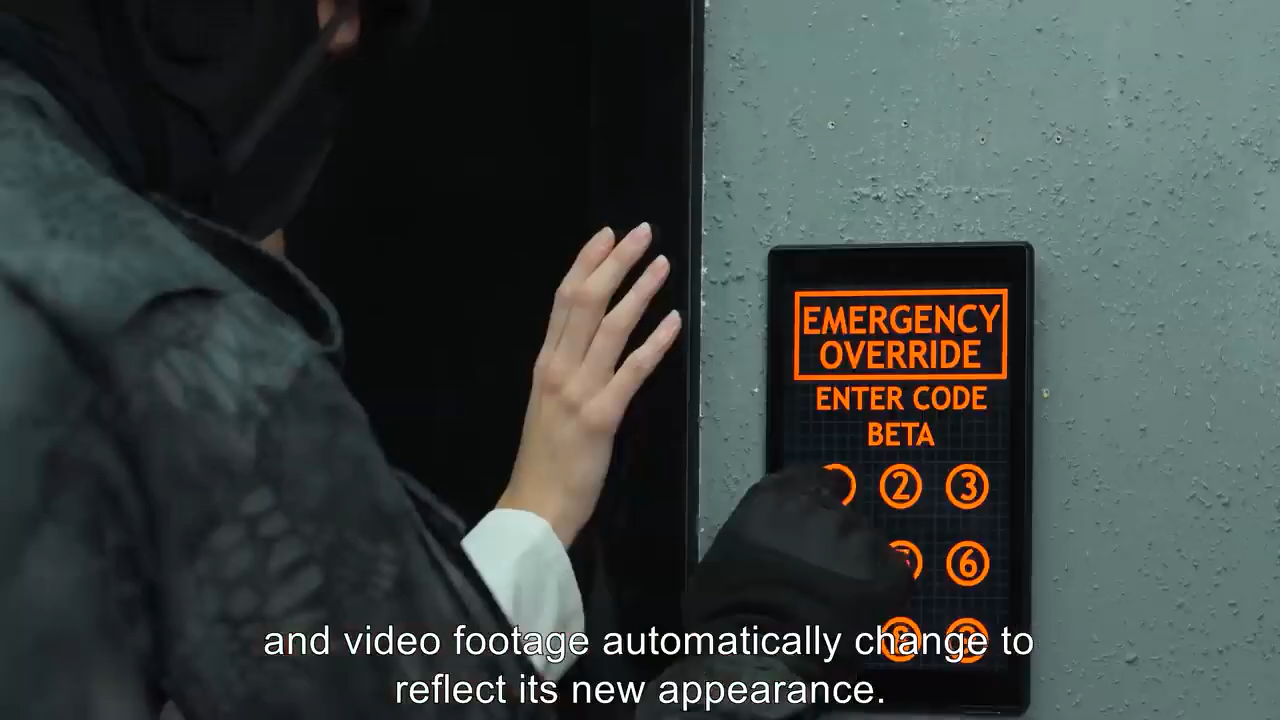 EMERGENCY
OVERRIDE
ENTER CODE
BETA
2 3
6
and video footage automatically change to
reflect its new appearance.